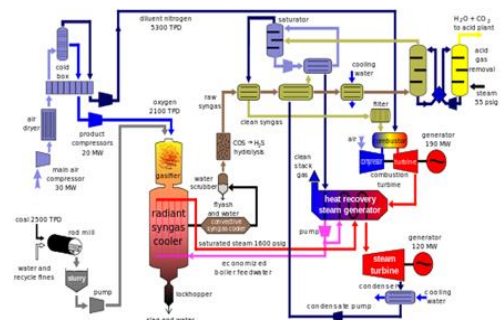 diluent nitrogen
5300 TPD
saturator
H₂O + CO₂
to acid plant
cold
box
cooling
water
acid
gas
removal
steam
55 psig
oxygen
2100 TPD
raw
syngas
clean syngas
filter
air
dryer
product
compressors
20 MW
COS → H₂S
hydrolysis
air
combustor
generator
190 MW
compressor
turbine
combustion
turbine
main air
compressor
30 MW
gasifier
water
scrubber
clean
stack
gas
flyash
and water
heat recovery
steam generator
coal 2500 TPD
rod mill
radiant
syngas
cooler
convective
syngas cooler
pump
saturated steam 1600 psig
generator
120 MW
economized
boiler feedwater
steam
turbine
water and
recycle fines
slurry
pump
lockhopper
condenser
cooling
water
condensate pump
slag and water